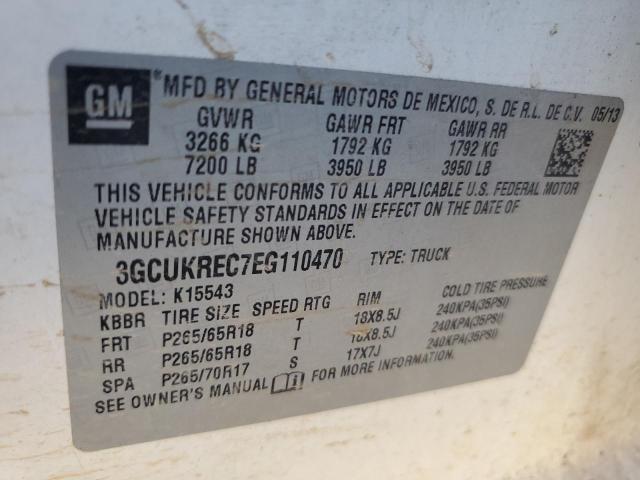 GM
MFD BY GENERAL MOTORS DE MEXICO, S. DE R.L. DE C.V. 05/13
GVWR GAWR FRT GAWR RR
3266 KG 1792 KG 1792 KG
7200 LB 3950 LB 3950 LB
THIS VEHICLE CONFORMS TO ALL APPLICABLE U.S. FEDERAL MOTOR
VEHICLE SAFETY STANDARDS IN EFFECT ON THE DATE OF
MANUFACTURE SHOWN ABOVE.
3GCUKREC7EG110470 TYPE: TRUCK
MODEL: K15543
KBBR TIRE SIZE SPEED RTG RIM COLD TIRE PRESSURE
FRT P265/65R18 T 18X8.5J 240KPA(35PSI)
RR P265/65R18 T 18X8.5J 240KPA(35PSI)
SPA P265/70R17 S 17X7J 240KPA(35PSI)
SEE OWNER'S MANUAL FOR MORE INFORMATION.